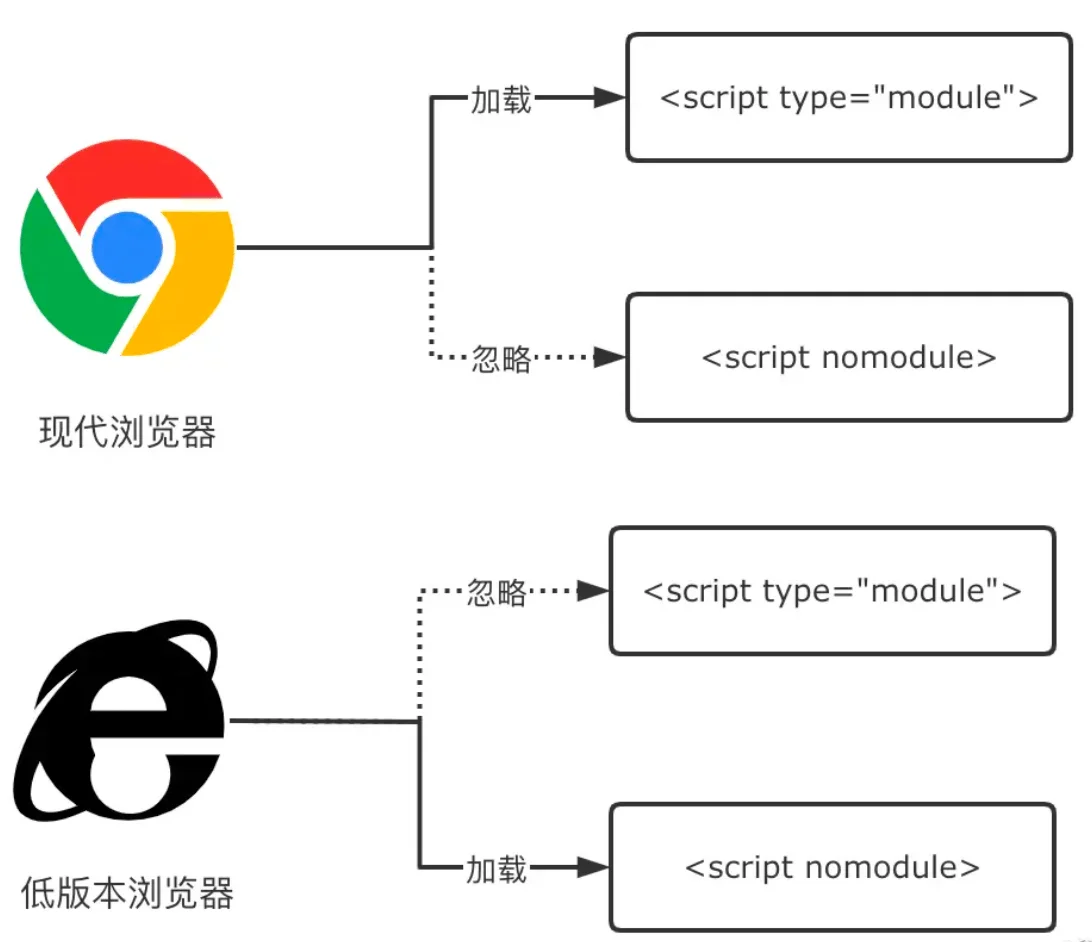 加载
<script type="module">
忽略
<script nomodule>
现代浏览器
忽略
<script type="module">
加载
<script nomodule>
低版本浏览器